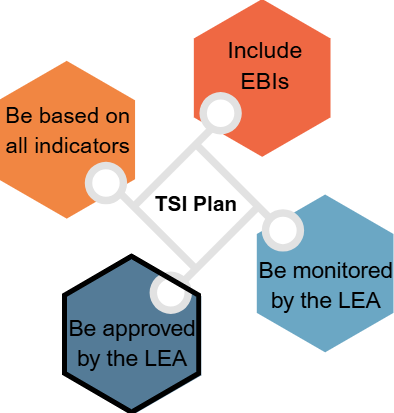 Include
EBIs
Be based on
all indicators
TSI Plan
Be monitored
by the LEA
Be approved
by the LEA